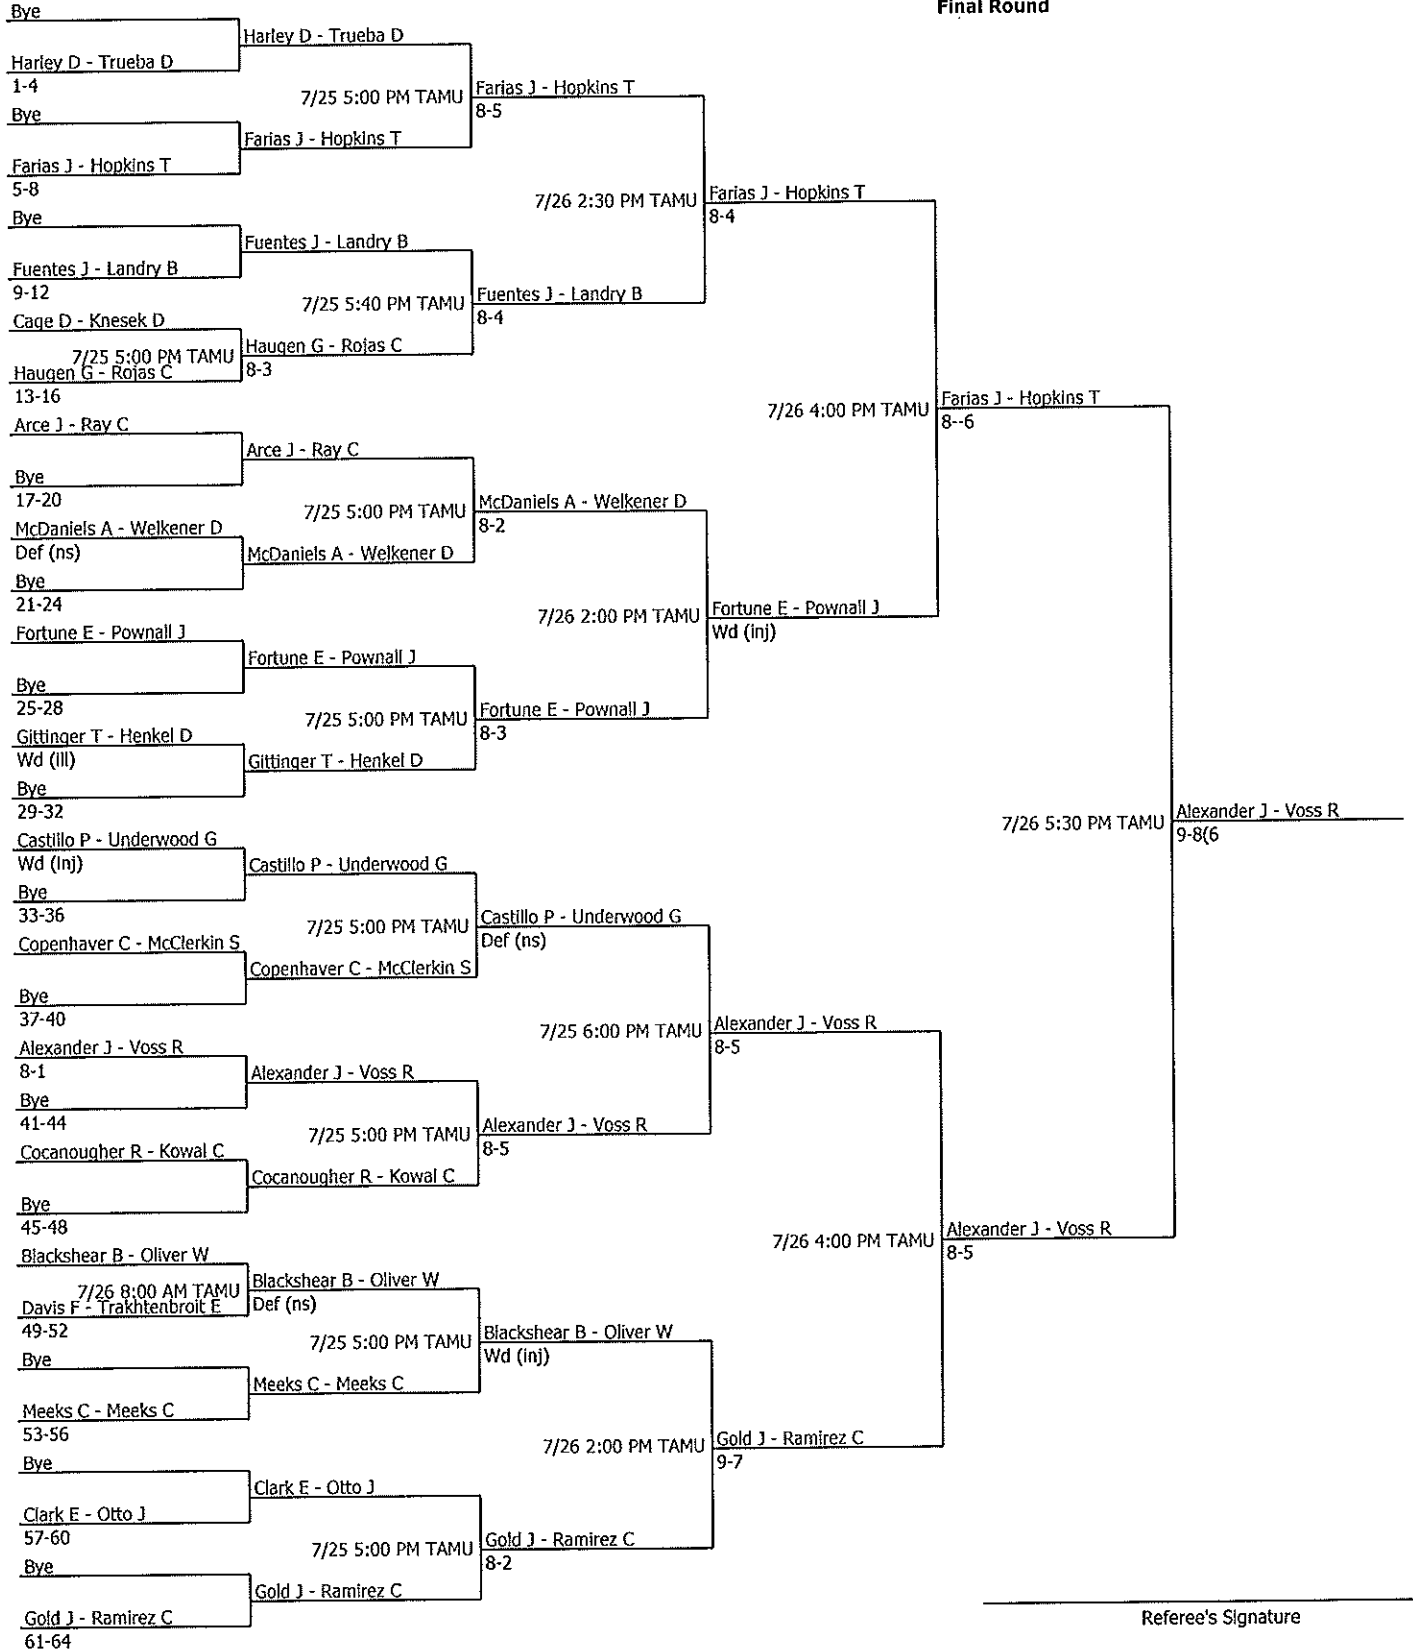 Final Round
Bye
Harley D - Trueba D
Harley D - Trueba D
1-4
Farias J - Hopkins T
7/25 5:00 PM TAMU
8-5
Bye
Farias J - Hopkins T
Farias J - Hopkins T
5-8
7/26 2:30 PM TAMU
Farias J - Hopkins T
8-4
Bye
Fuentes J - Landry B
Fuentes J - Landry B
9-12
7/25 5:40 PM TAMU
Fuentes J - Landry B
8-4
Cage D - Knesek D
7/25 5:00 PM TAMU
Haugen G - Rojas C
8-3
Haugen G - Rojas C
13-16
7/26 4:00 PM TAMU
Farias J - Hopkins T
8--6
Arce J - Ray C
Arce J - Ray C
Bye
17-20
7/25 5:00 PM TAMU
McDaniels A - Welkener D
8-2
McDaniels A - Welkener D
Def (ns)
McDaniels A - Welkener D
Bye
21-24
7/26 2:00 PM TAMU
Fortune E - Pownall J
Wd (inj)
Fortune E - Pownall J
Fortune E - Pownall J
Bye
25-28
7/25 5:00 PM TAMU
Fortune E - Pownall J
8-3
Gittinger T - Henkel D
Wd (ill)
Gittinger T - Henkel D
Bye
29-32
7/26 5:30 PM TAMU
Alexander J - Voss R
9-8(6
Castillo P - Underwood G
Wd (inj)
Castillo P - Underwood G
Bye
33-36
7/25 5:00 PM TAMU
Castillo P - Underwood G
Def (ns)
Copenhaver C - McClerkin S
Copenhaver C - McClerkin S
Bye
37-40
7/25 6:00 PM TAMU
Alexander J - Voss R
8-5
Alexander J - Voss R
8-1
Alexander J - Voss R
Bye
41-44
7/25 5:00 PM TAMU
Alexander J - Voss R
8-5
Cocanougher R - Kowal C
Cocanougher R - Kowal C
Bye
45-48
7/26 4:00 PM TAMU
Alexander J - Voss R
8-5
Blackshear B - Oliver W
7/26 8:00 AM TAMU
Blackshear B - Oliver W
Def (ns)
Davis F - Trakhtenbroit E
49-52
7/25 5:00 PM TAMU
Blackshear B - Oliver W
Wd (inj)
Bye
Meeks C - Meeks C
Meeks C - Meeks C
53-56
7/26 2:00 PM TAMU
Gold J - Ramirez C
9-7
Bye
Clark E - Otto J
Clark E - Otto J
57-60
7/25 5:00 PM TAMU
Gold J - Ramirez C
8-2
Bye
Gold J - Ramirez C
Gold J - Ramirez C
61-64
Referee's Signature